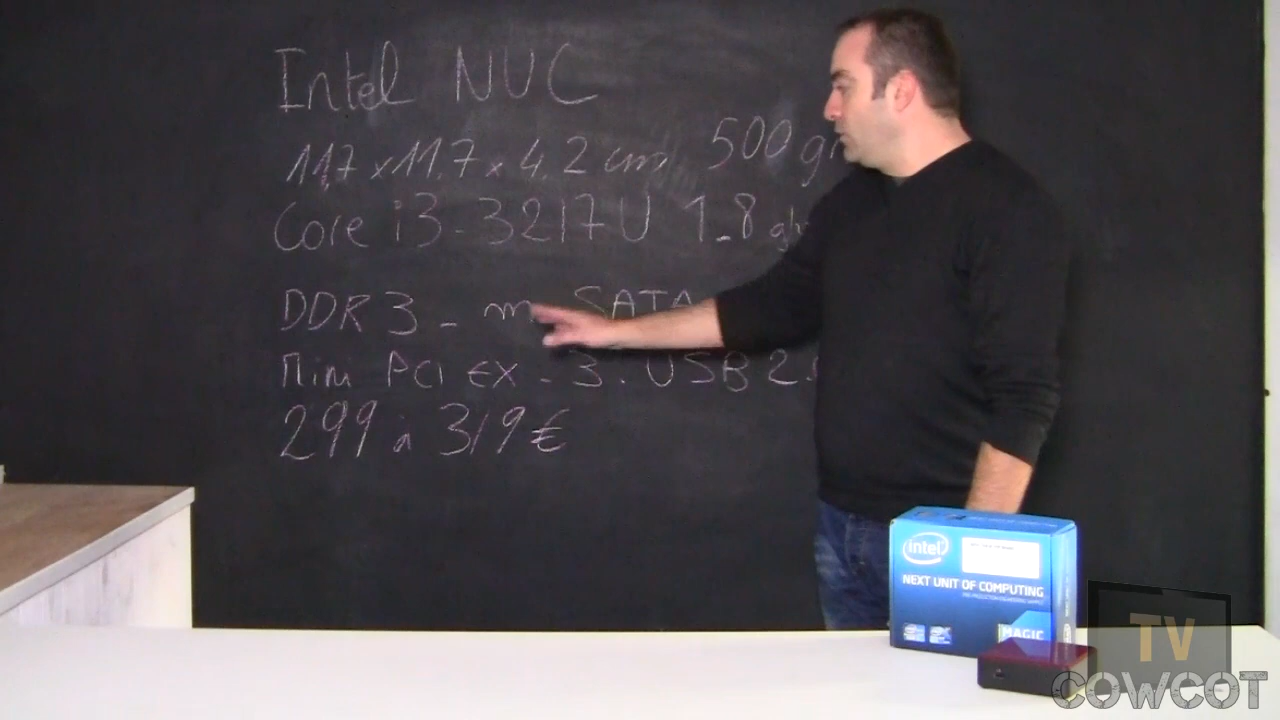 Intel NUC
11,7 x 11.7 x 4.2 cm 500 gr
Core i3-3217U 1.8 ghz
DDR3 - m SATA
Mini PCI EX - 3. USB 2.0
299 à 319€
intel
NEXT UNIT OF COMPUTING
MAGIC
TV
COWCOT